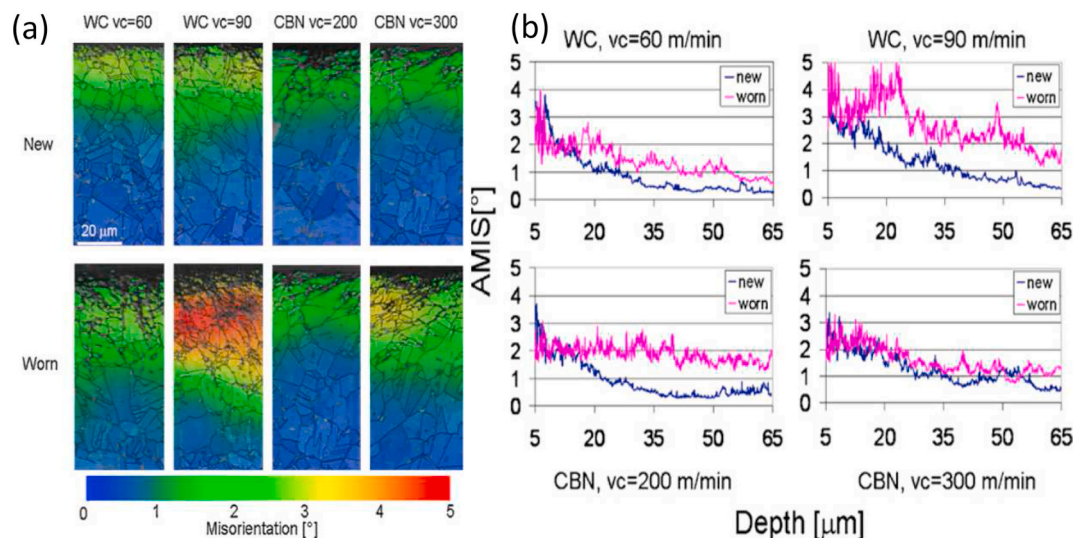 (a)
WC vc=60 WC vc=90 CBN vc=200 CBN vc=300
New
20 µm
Worn
0 1 2 3 4 5
Misorientation [°]
(b)
WC, vc=60 m/min WC, vc=90 m/min
AMIS[°]
5
4
3
2
1
0
new
worn
5 20 35 50 65
5
4
3
2
1
0
new
worn
5 20 35 50 65
5
4
3
2
1
0
new
worn
5 20 35 50 65
5
4
3
2
1
0
new
worn
5 20 35 50 65
CBN, vc=200 m/min CBN, vc=300 m/min
Depth [µm]